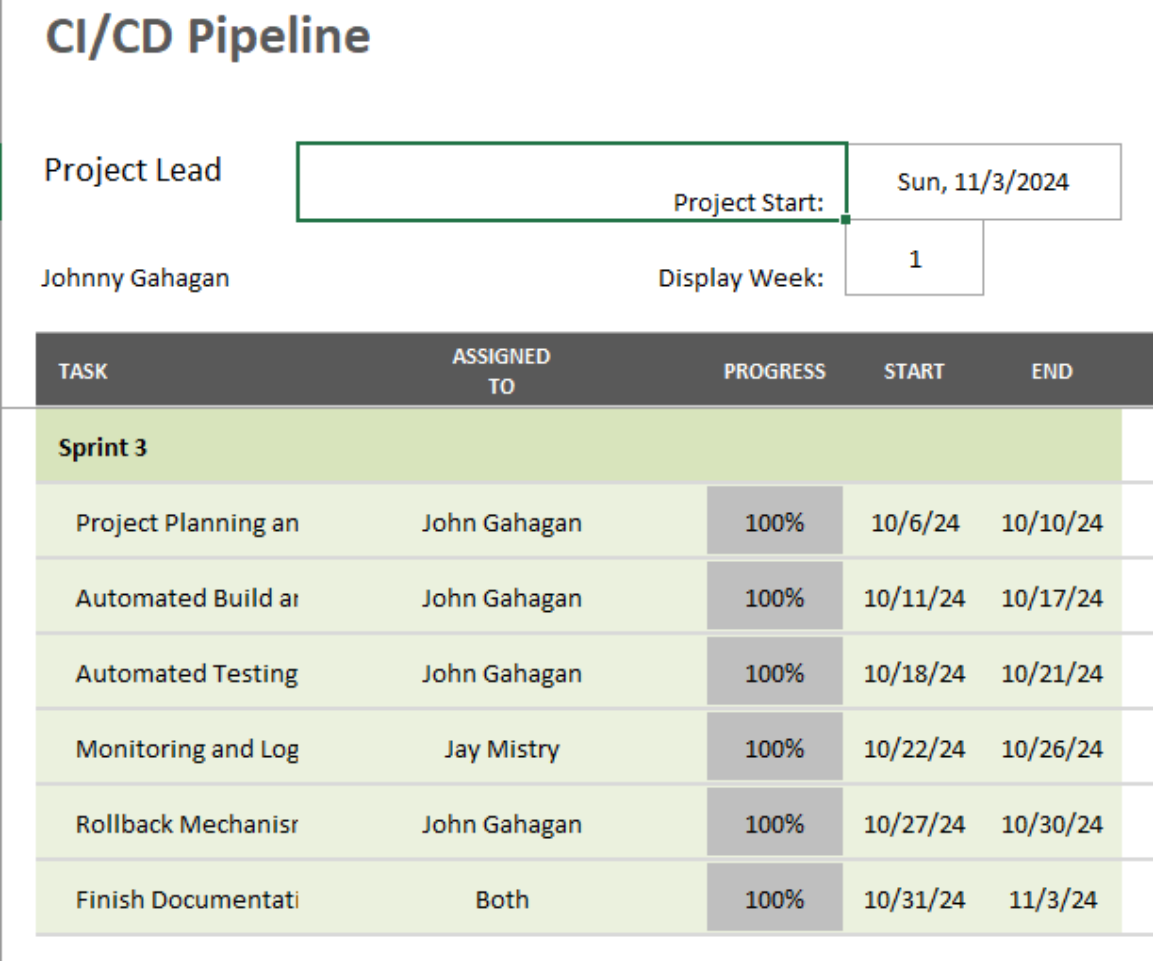 CI/CD Pipeline
Project Lead
Project Start: Sun, 11/3/2024
Johnny Gahagan Display Week: 1
TASK ASSIGNED TO PROGRESS START END
Sprint 3
Project Planning an John Gahagan 100% 10/6/24 10/10/24
Automated Build John Gahagan 100% 10/11/24 10/17/24
Automated Testing John Gahagan 100% 10/18/24 10/21/24
Monitoring and Log Jay Mistry 100% 10/22/24 10/26/24
Rollback John Gahagan 100% 10/27/24 10/30/24
Finish Documentati Both 100% 10/31/24 11/3/24